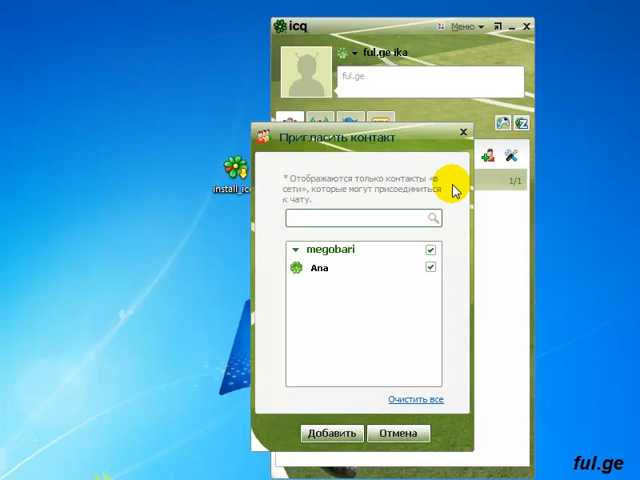 icq
Меню
ful.ge ika
ful.ge
Пригласить контакт
* Отображаются только контакты «в
сети», которые могут присоединиться
к чату.
1/1
install_ic
megobari
Ana
Очистить все
Добавить
Отмена
ful.ge